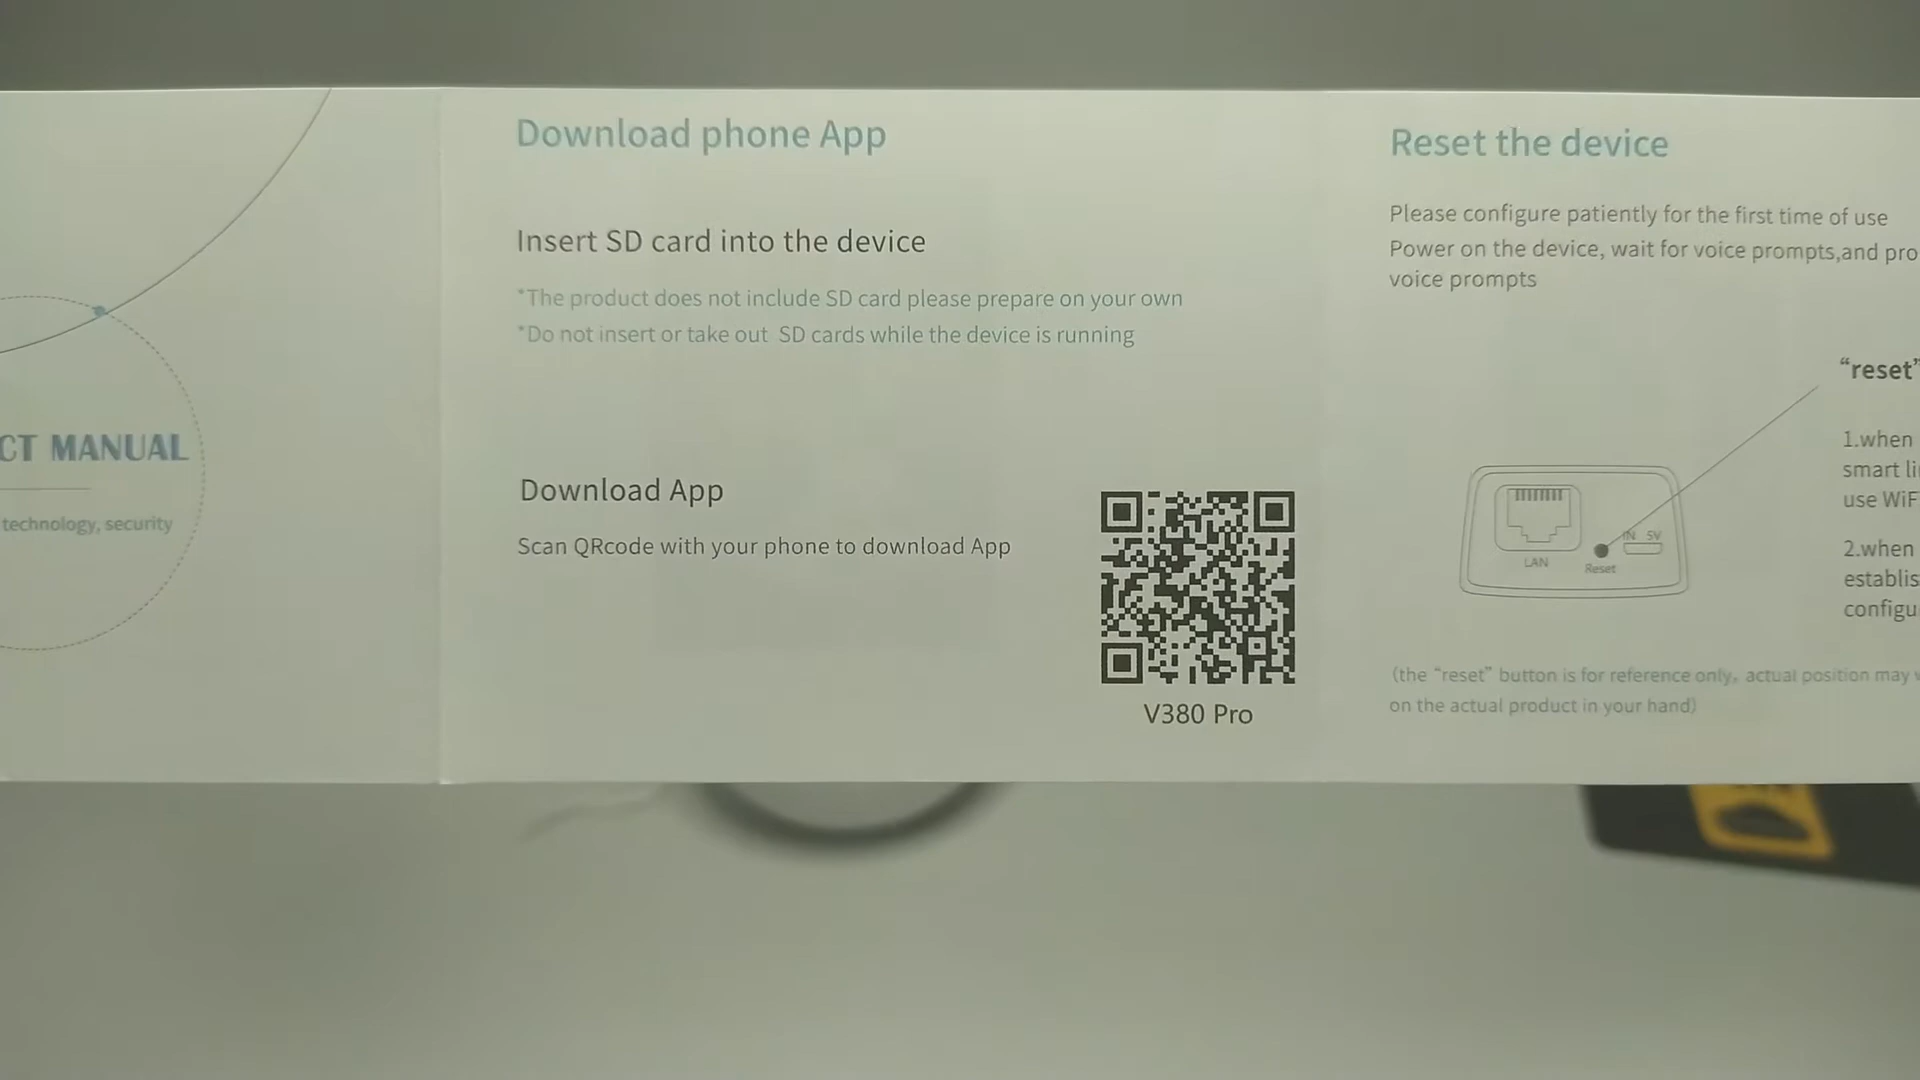 CT MANUAL
technology, security
Download phone App
Insert SD card into the device
*The product does not include SD card please prepare on your own
*Do not insert or take out SD cards while the device is running
Download App
Scan QRcode with your phone to download App
V380 Pro
Reset the device
Please configure patiently for the first time of use
Power on the device, wait for voice prompts,and pro
voice prompts
“reset”
1.when
smart li
use WiF
2.when
establis
configu
IN 5V
LAN
Reset
(the “reset” button is for reference only, actual position may
on the actual product in your hand)